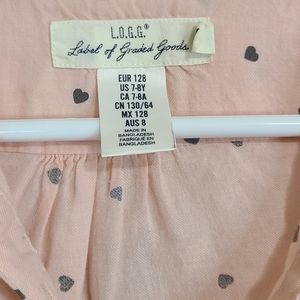 L.O.G.G.®
Label of Graded Goods
EUR 128
US 7-8Y
CA 7-8A
CN 130/64
MX 128
AUS 8
MADE IN
BANGLADESH
FABRIQUÉ EN
BANGLADESH